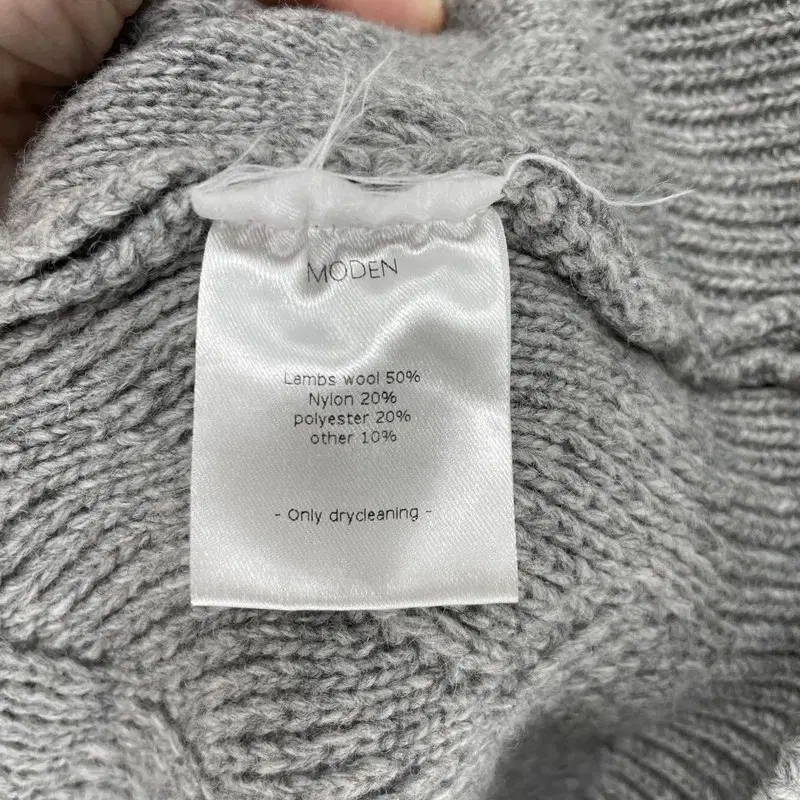 MODEN
Lambs wool 50%
Nylon 20%
polyester 20%
other 10%
- Only drycleaning -